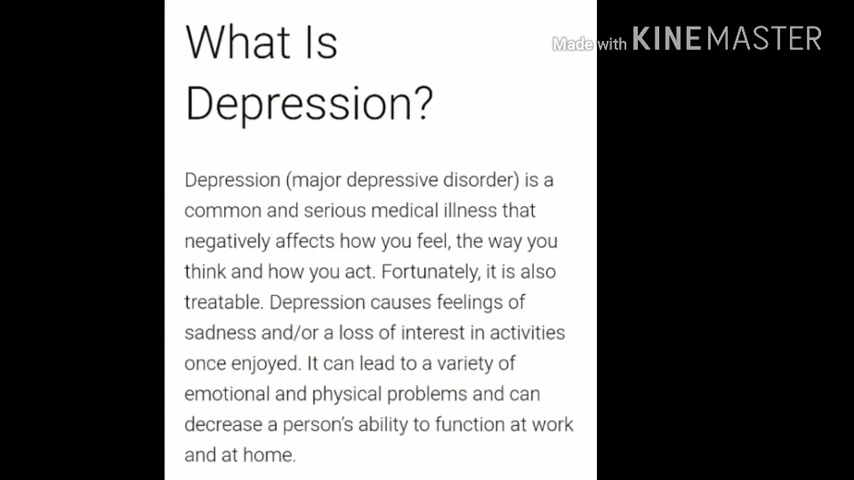 What Is
Made with KINEMASTER
Depression?
Depression (major depressive disorder) is a
common and serious medical illness that
negatively affects how you feel, the way you
think and how you act. Fortunately, it is also
treatable. Depression causes feelings of
sadness and/or a loss of interest in activities
once enjoyed. It can lead to a variety of
emotional and physical problems and can
decrease a person’s ability to function at work
and at home.